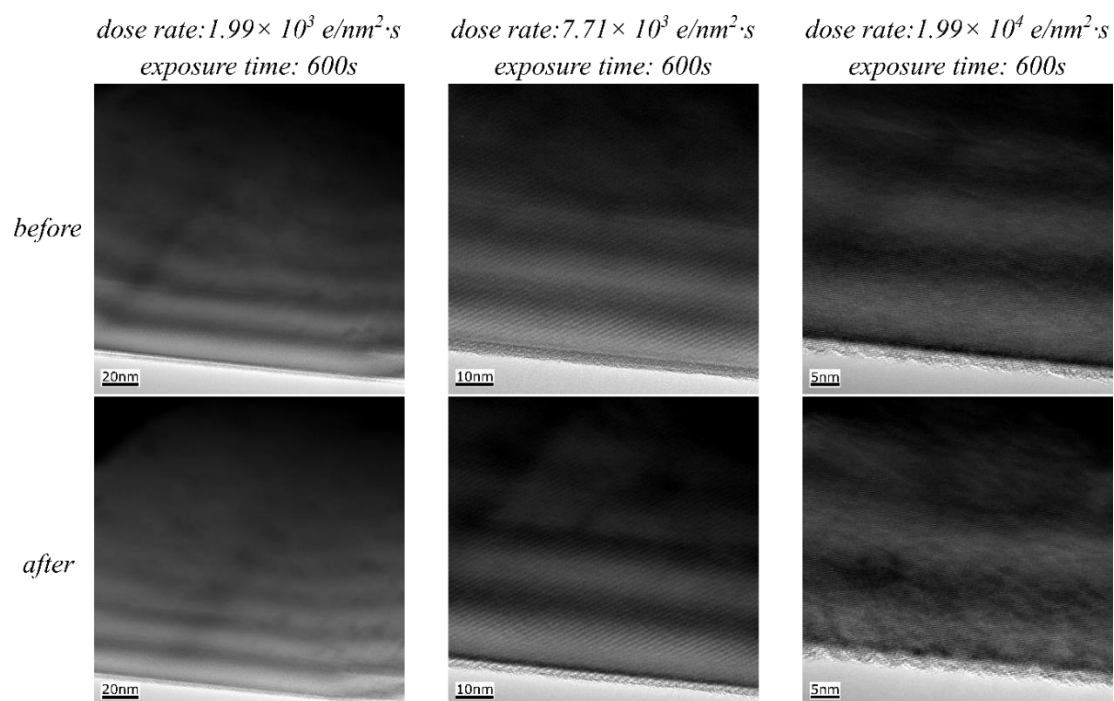 dose rate:1.99× 10³ e/nm²·s
exposure time: 600s
dose rate:7.71× 10³ e/nm²·s
exposure time: 600s
dose rate:1.99× 10⁴ e/nm²·s
exposure time: 600s
before
20nm
10nm
5nm
after
20nm
10nm
5nm